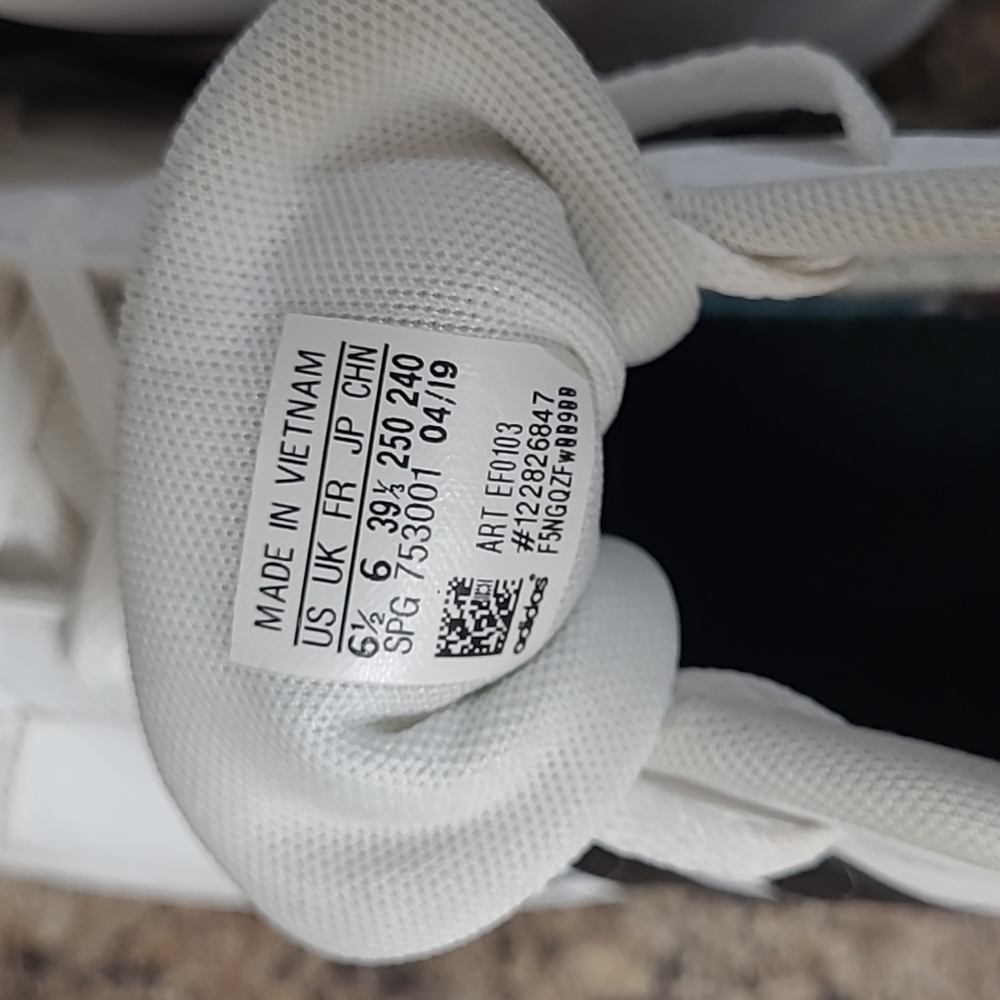 MADE IN VIETNAM
US UK FR JP CHN
6½ 6 39⅓ 250 240
SPG 753001 04/19
ART EF0103
#122826847
F5NGQZFW00900
adidas